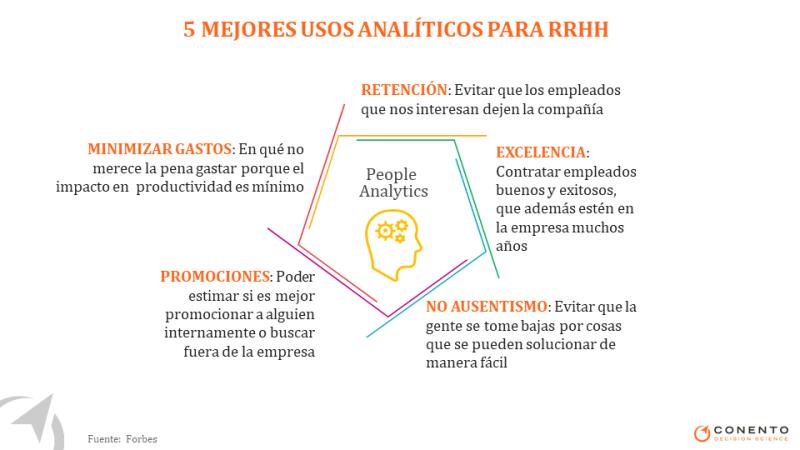 5 MEJORES USOS ANALÍTICOS PARA RRHH
RETENCIÓN: Evitar que los empleados
que nos interesan dejen la compañía
MINIMIZAR GASTOS: En qué no
merece la pena gastar porque el
impacto en productividad es mínimo
EXCELENCIA:
Contratar empleados
buenos y exitosos,
que además estén en
la empresa muchos
años
People
Analytics
PROMOCIONES: Poder
estimar si es mejor
promocionar a alguien
internamente o buscar
fuera de la empresa
NO AUSENTISMO: Evitar que la
gente se tome bajas por cosas
que se pueden solucionar de
manera fácil
Fuente: Forbes
CONENTO
DECISION SCIENCE